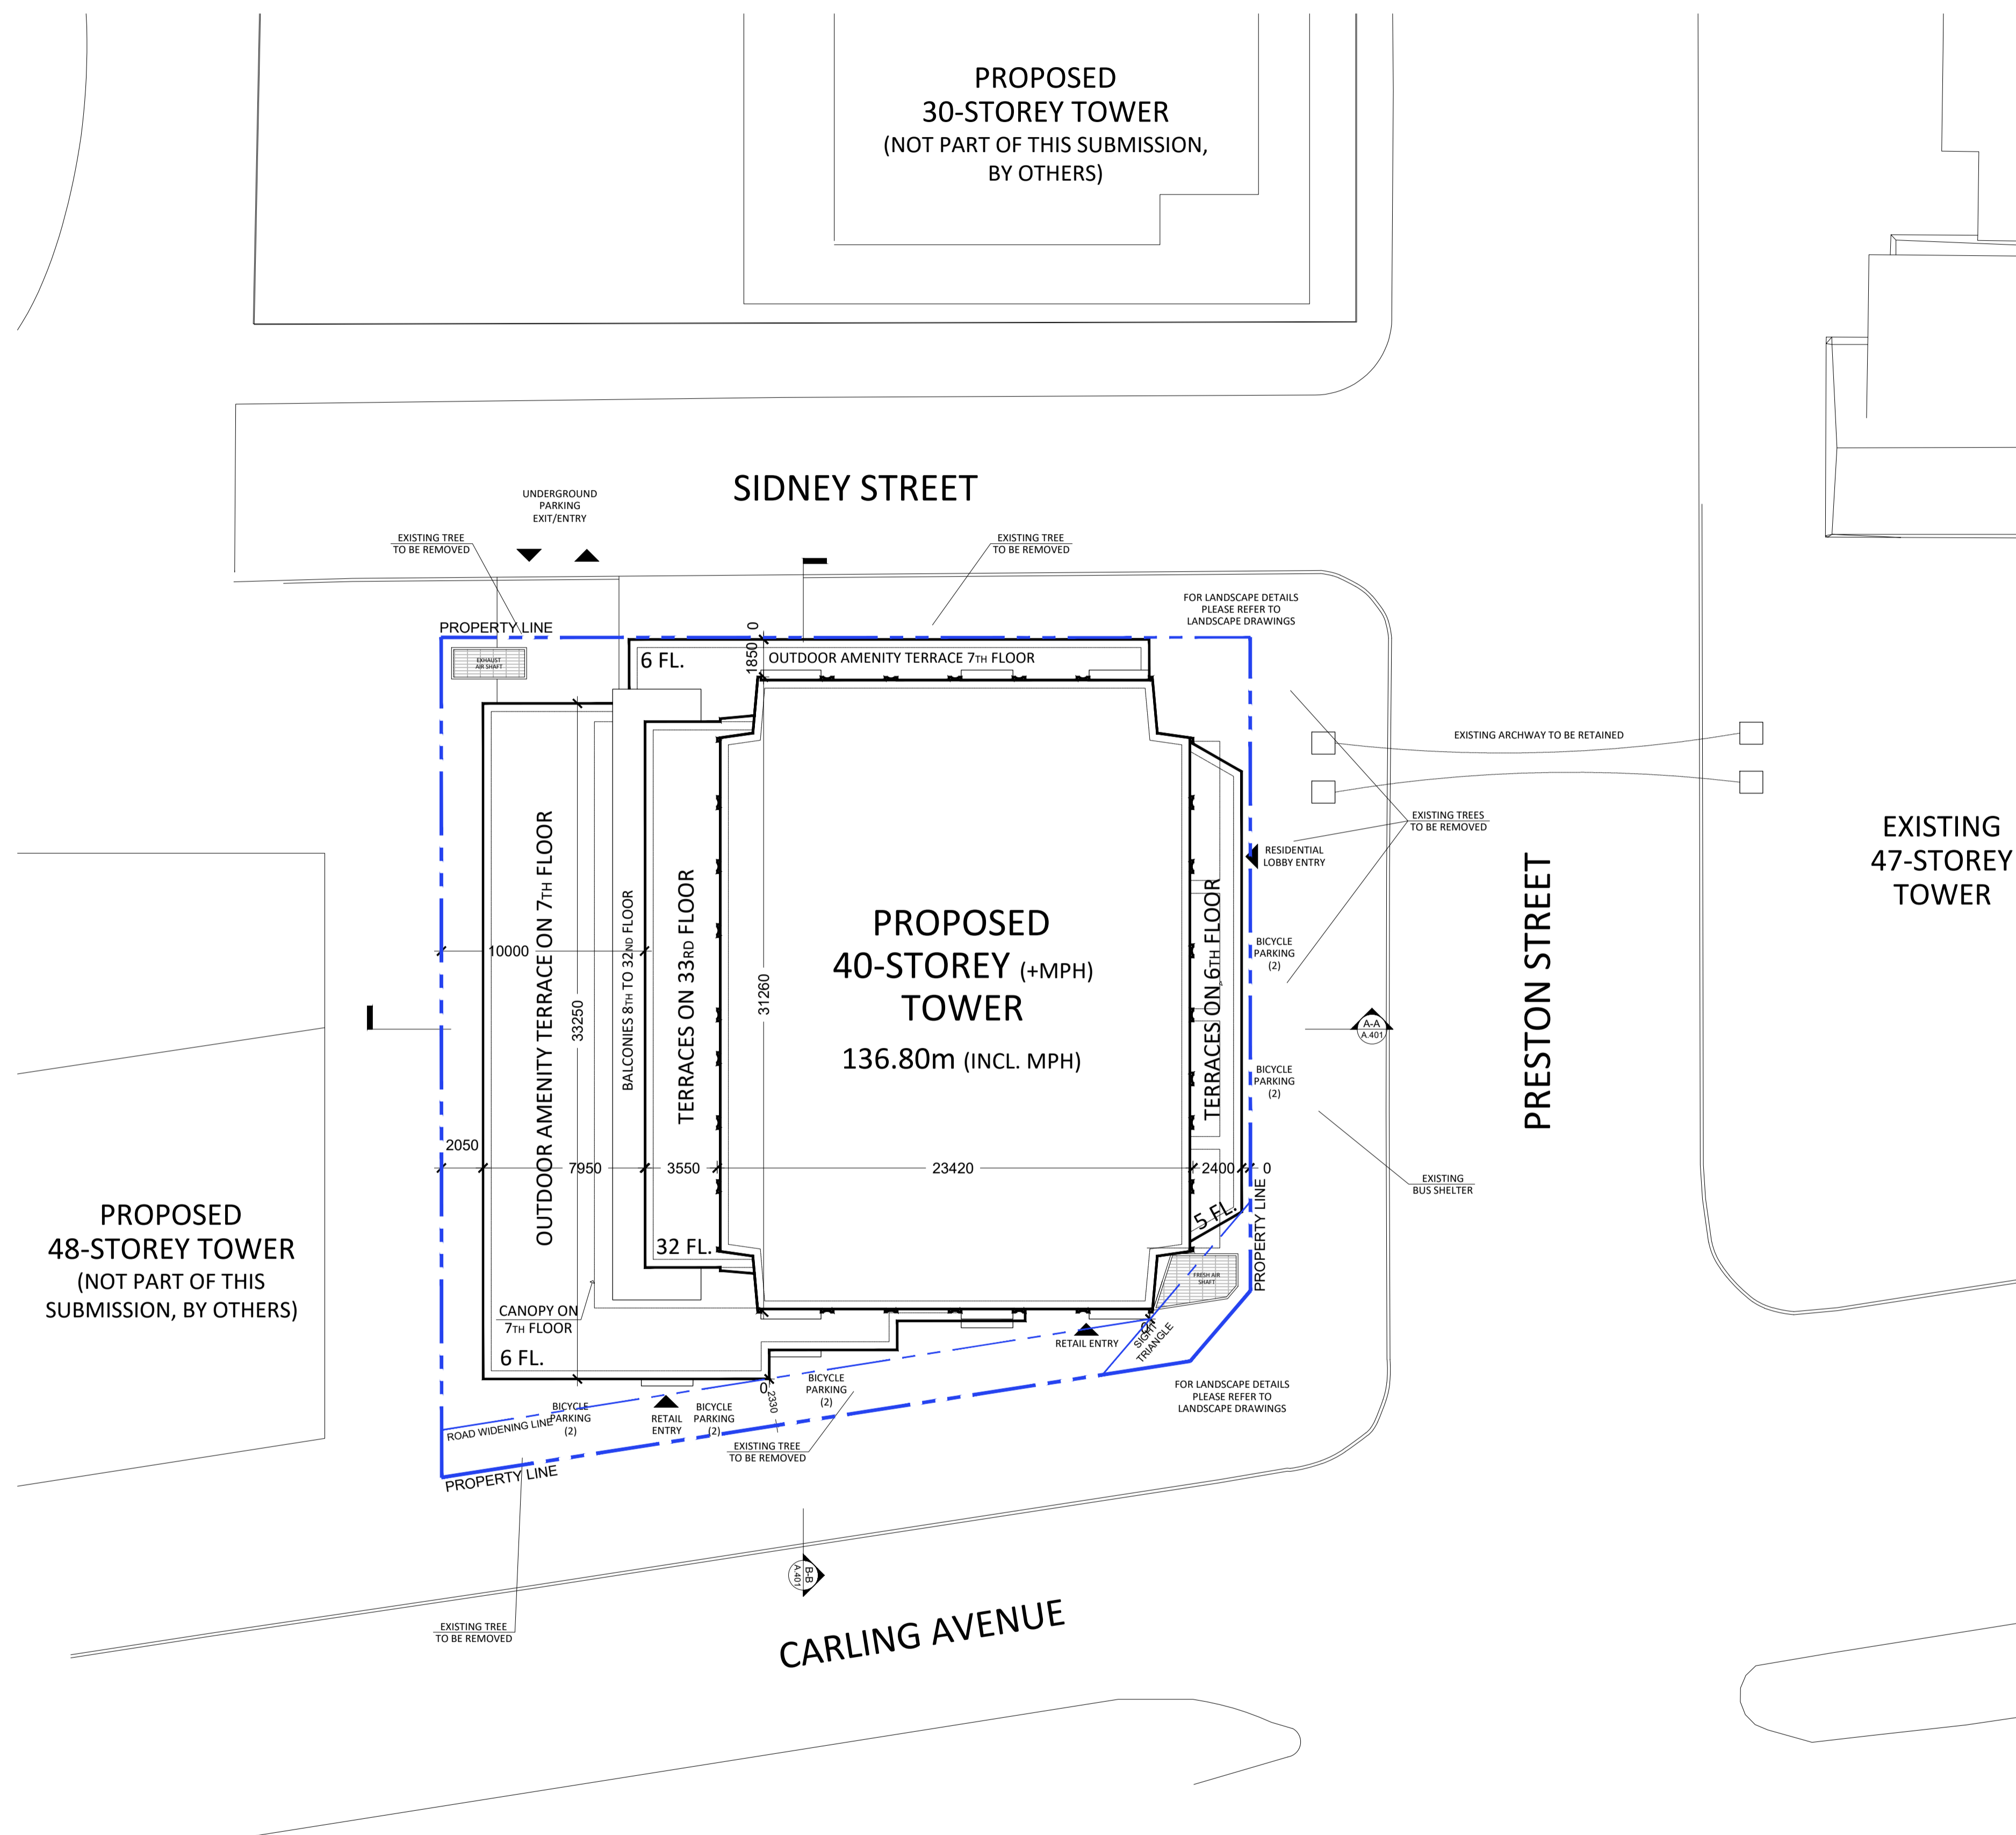 PROPOSED
30-STOREY TOWER
(NOT PART OF THIS SUBMISSION,
BY OTHERS)
SIDNEY STREET
UNDERGROUND
PARKING
EXIT/ENTRY
EXISTING TREE
TO BE REMOVED
EXISTING TREE
TO BE REMOVED
FOR LANDSCAPE DETAILS
PLEASE REFER TO
LANDSCAPE DRAWINGS
PROPERTY LINE
0
1850
6 FL.
OUTDOOR AMENITY TERRACE 7TH FLOOR
EXHAUST
AIR SHAFT
EXISTING ARCHWAY TO BE RETAINED
EXISTING TREES
TO BE REMOVED
RESIDENTIAL
LOBBY ENTRY
EXISTING
47-STOREY
TOWER
OUTDOOR AMENITY TERRACE ON 7TH FLOOR
BALCONIES 8TH TO 32ND FLOOR
TERRACES ON 33RD FLOOR
PROPOSED
40-STOREY (+MPH)
TOWER
136.80m (INCL. MPH)
TERRACES ON 6TH FLOOR
10000
33250
31260
BICYCLE
PARKING
(2)
A-A
A.401
BICYCLE
PARKING
(2)
PRESTON STREET
2050
7950
3550
23420
2400
0
EXISTING
BUS SHELTER
PROPERTY LINE
5 FL.
32 FL.
FRESH AIR
SHAFT
PROPOSED
48-STOREY TOWER
(NOT PART OF THIS
SUBMISSION, BY OTHERS)
CANOPY ON
7TH FLOOR
6 FL.
RETAIL ENTRY
0
SIGHT
TRIANGLE
0
2330
BICYCLE
PARKING
(2)
FOR LANDSCAPE DETAILS
PLEASE REFER TO
LANDSCAPE DRAWINGS
ROAD WIDENING LINE
BICYCLE
PARKING
(2)
RETAIL
ENTRY
BICYCLE
PARKING
(2)
EXISTING TREE
TO BE REMOVED
PROPERTY LINE
B-B
A.401
EXISTING TREE
TO BE REMOVED
CARLING AVENUE